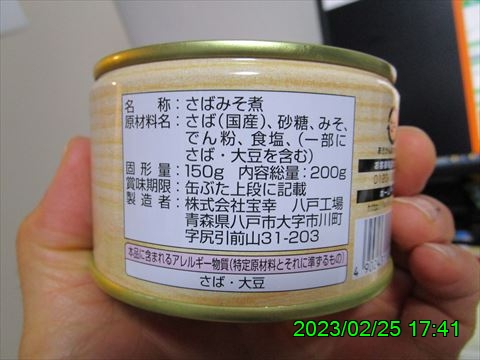 名　　称：さばみそ煮
原材料名：さば（国産）、砂糖、みそ、
でん粉、食塩、（一部に
さば・大豆を含む）
固 形 量：150g　内容総量：200g
賞味期限：缶ぶた上段に記載
製 造 者：株式会社宝幸　八戸工場
青森県八戸市大字市川町
字尻引前山31-203
本品に含まれるアレルギー物質（特定原材料とそれに準ずるもの）
さば・大豆
2023/02/25 17:41